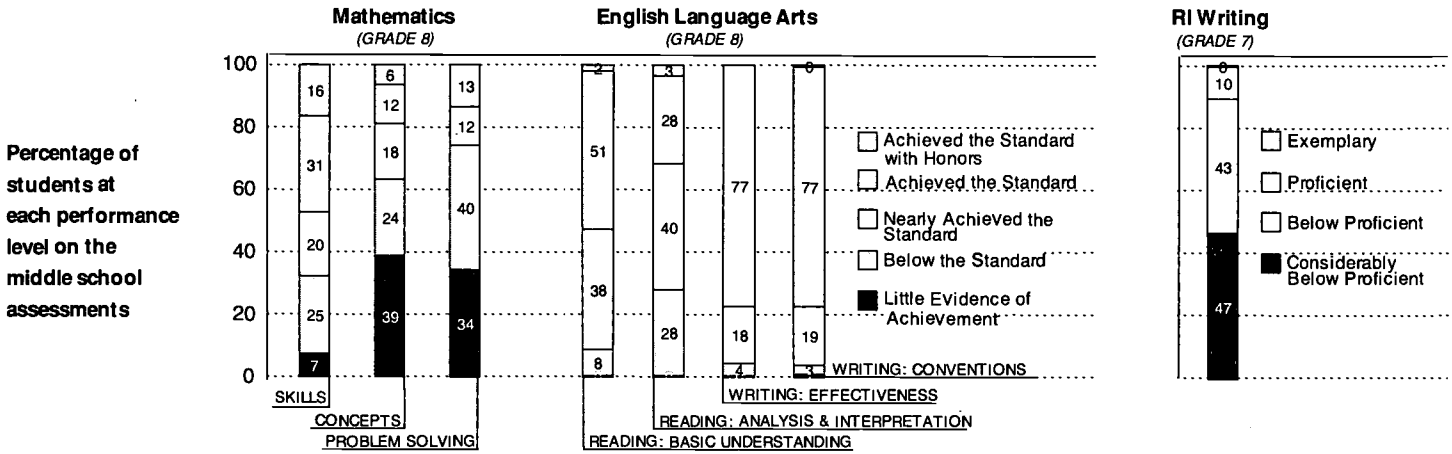 Mathematics
(GRADE 8)
English Language Arts
(GRADE 8)
RI Writing
(GRADE 7)
Percentage of
students at
each performance
level on the
middle school
assessments
100
80
60
40
20
0
16
31
20
25
7
6
12
18
24
39
13
12
40
34
2
51
38
8
3
28
40
28
77
18
4
0
77
19
3
Achieved the Standard
with Honors
Achieved the Standard
Nearly Achieved the
Standard
Below the Standard
Little Evidence of
Achievement
0
10
43
47
Exemplary
Proficient
Below Proficient
Considerably
Below Proficient
SKILLS
CONCEPTS
PROBLEM SOLVING
WRITING: CONVENTIONS
WRITING: EFFECTIVENESS
READING: ANALYSIS & INTERPRETATION
READING: BASIC UNDERSTANDING